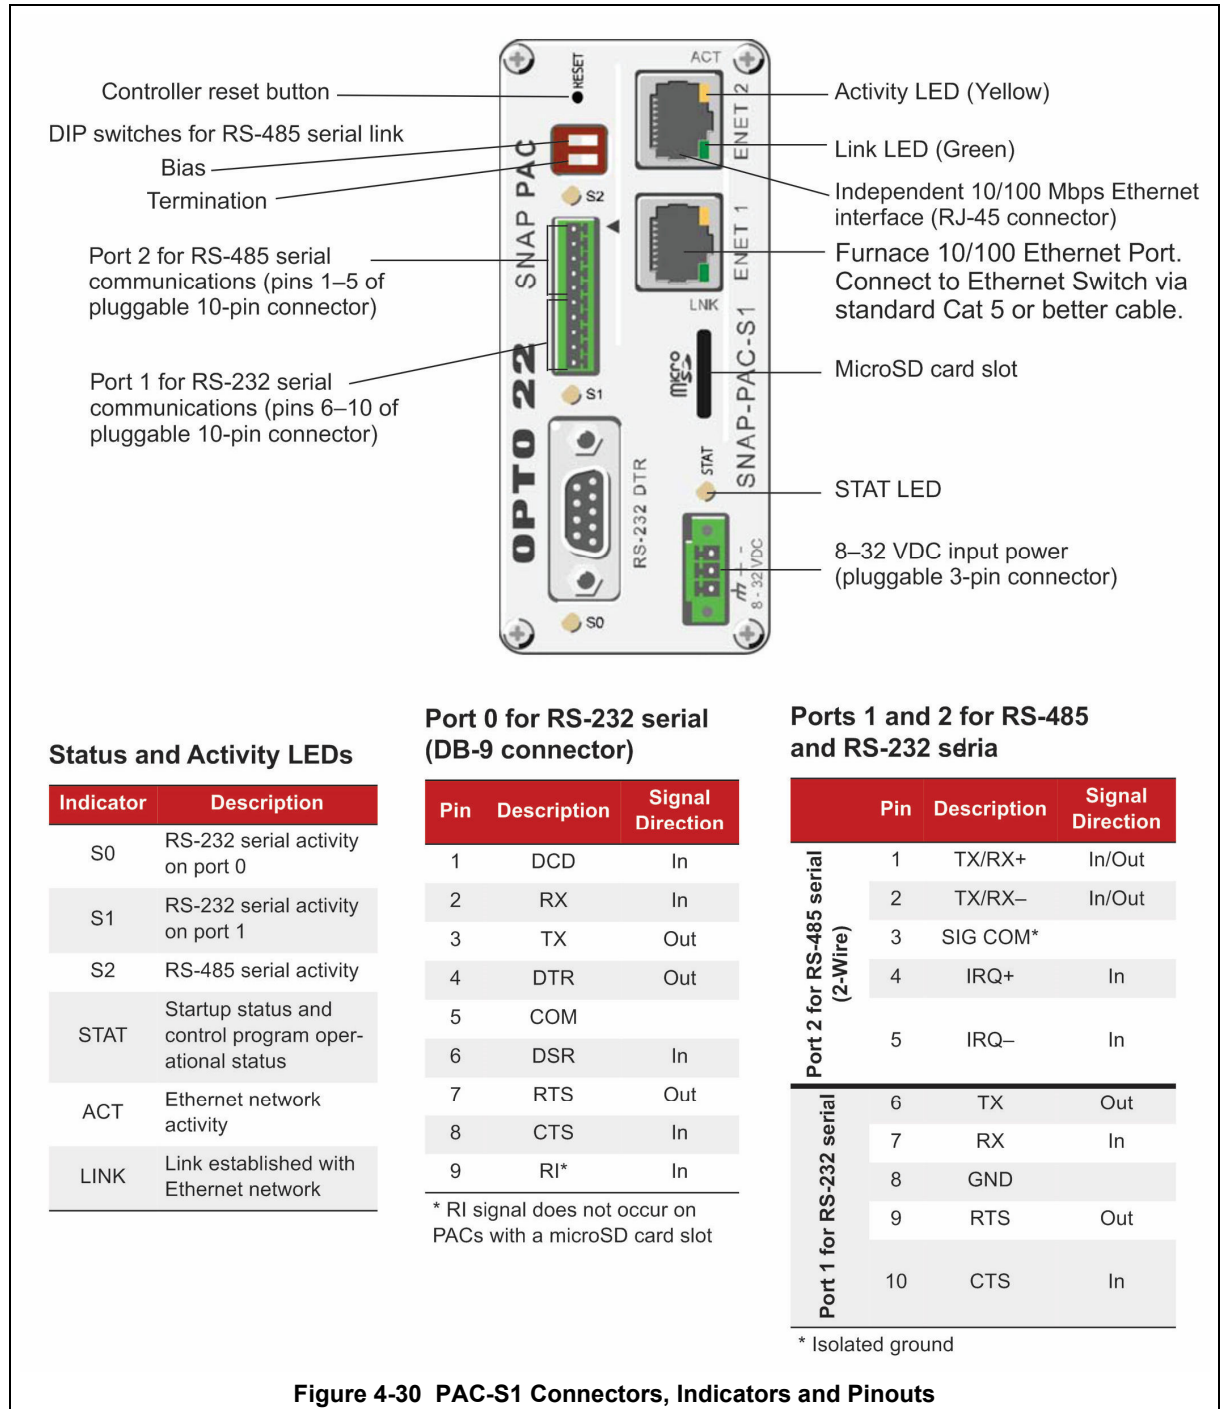 Controller reset button
DIP switches for RS-485 serial link
Bias
Termination
Port 2 for RS-485 serial
communications (pins 1–5 of
pluggable 10-pin connector)
Port 1 for RS-232 serial
communications (pins 6–10 of
pluggable 10-pin connector)
RESET
ACT
ENET 2
SNAP PAC
S2
ENET 1
LNK
OPTO 22
S1
micro
SD
SNAP-PAC-S1
STAT
RS-232 DTR
- +
8 - 32 VDC
S0
Activity LED (Yellow)
Link LED (Green)
Independent 10/100 Mbps Ethernet
interface (RJ-45 connector)
Furnace 10/100 Ethernet Port.
Connect to Ethernet Switch via
standard Cat 5 or better cable.
MicroSD card slot
STAT LED
8–32 VDC input power
(pluggable 3-pin connector)
Status and Activity LEDs
Indicator Description
S0 RS-232 serial activity
on port 0
S1 RS-232 serial activity
on port 1
S2 RS-485 serial activity
STAT Startup status and
control program oper-
ational status
ACT Ethernet network
activity
LINK Link established with
Ethernet network
Port 0 for RS-232 serial
(DB-9 connector)
Pin Description Signal
Direction
1 DCD In
2 RX In
3 TX Out
4 DTR Out
5 COM
6 DSR In
7 RTS Out
8 CTS In
9 RI* In
* RI signal does not occur on
PACs with a microSD card slot
Ports 1 and 2 for RS-485
and RS-232 seria
Pin Description Signal
Direction
Port 2 for RS-485 serial
(2-Wire)
1 TX/RX+ In/Out
2 TX/RX– In/Out
3 SIG COM*
4 IRQ+ In
5 IRQ– In
Port 1 for RS-232 serial
6 TX Out
7 RX In
8 GND
9 RTS Out
10 CTS In
* Isolated ground
Figure 4-30 PAC-S1 Connectors, Indicators and Pinouts